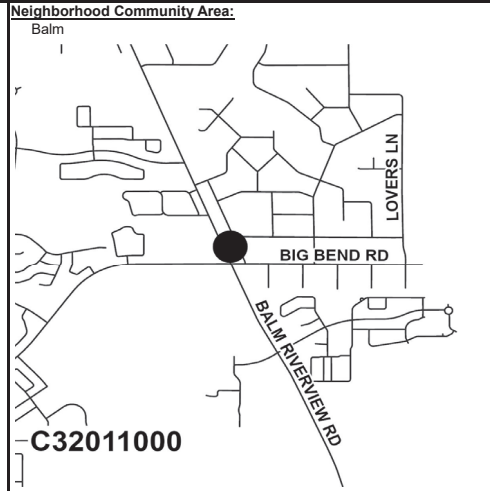 Neighborhood Community Area:
Balm
LOVERS LN
BIG BEND RD
BALM RIVERVIEW RD
C32011000